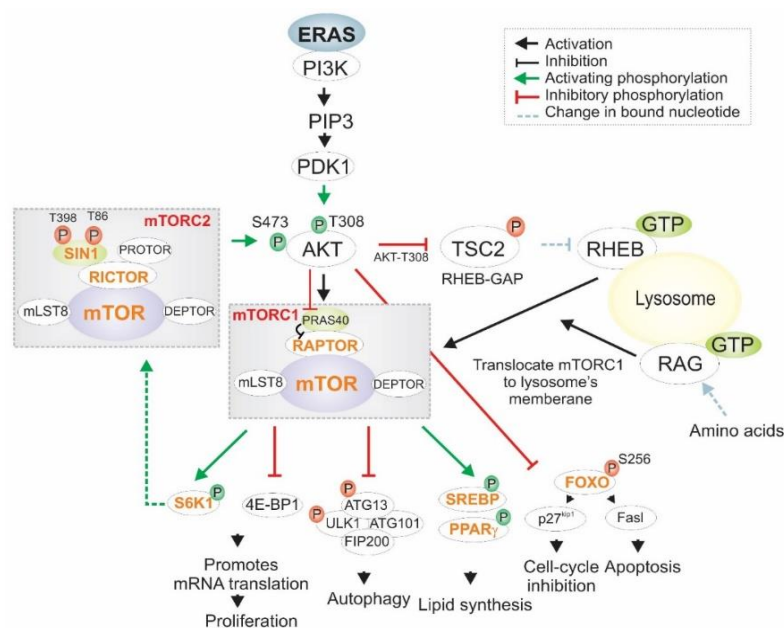 ERAS
PI3K
PIP3
PDK1
Activation
Inhibition
Activating phosphorylation
Inhibitory phosphorylation
Change in bound nucleotide
T398
T86
mTORC2
P
P
SIN1
PROTOR
RICTOR
mLST8
mTOR
DEPTOR
S473
P
P
T308
AKT
AKT-T308
P
TSC2
RHEB-GAP
GTP
RHEB
Lysosome
GTP
RAG
Translocate mTORC1
to lysosome's
memberane
Amino acids
mTORC1
PRAS40
RAPTOR
mLST8
mTOR
DEPTOR
P
S6K1
4E-BP1
P
ATG13
P
ULK1
ATG101
FIP200
P
SREBP
P
PPARγ
P
S256
FOXO
p27kip1
Fasl
Promotes
mRNA translation
Proliferation
Autophagy
Lipid synthesis
Cell-cycle
inhibition
Apoptosis